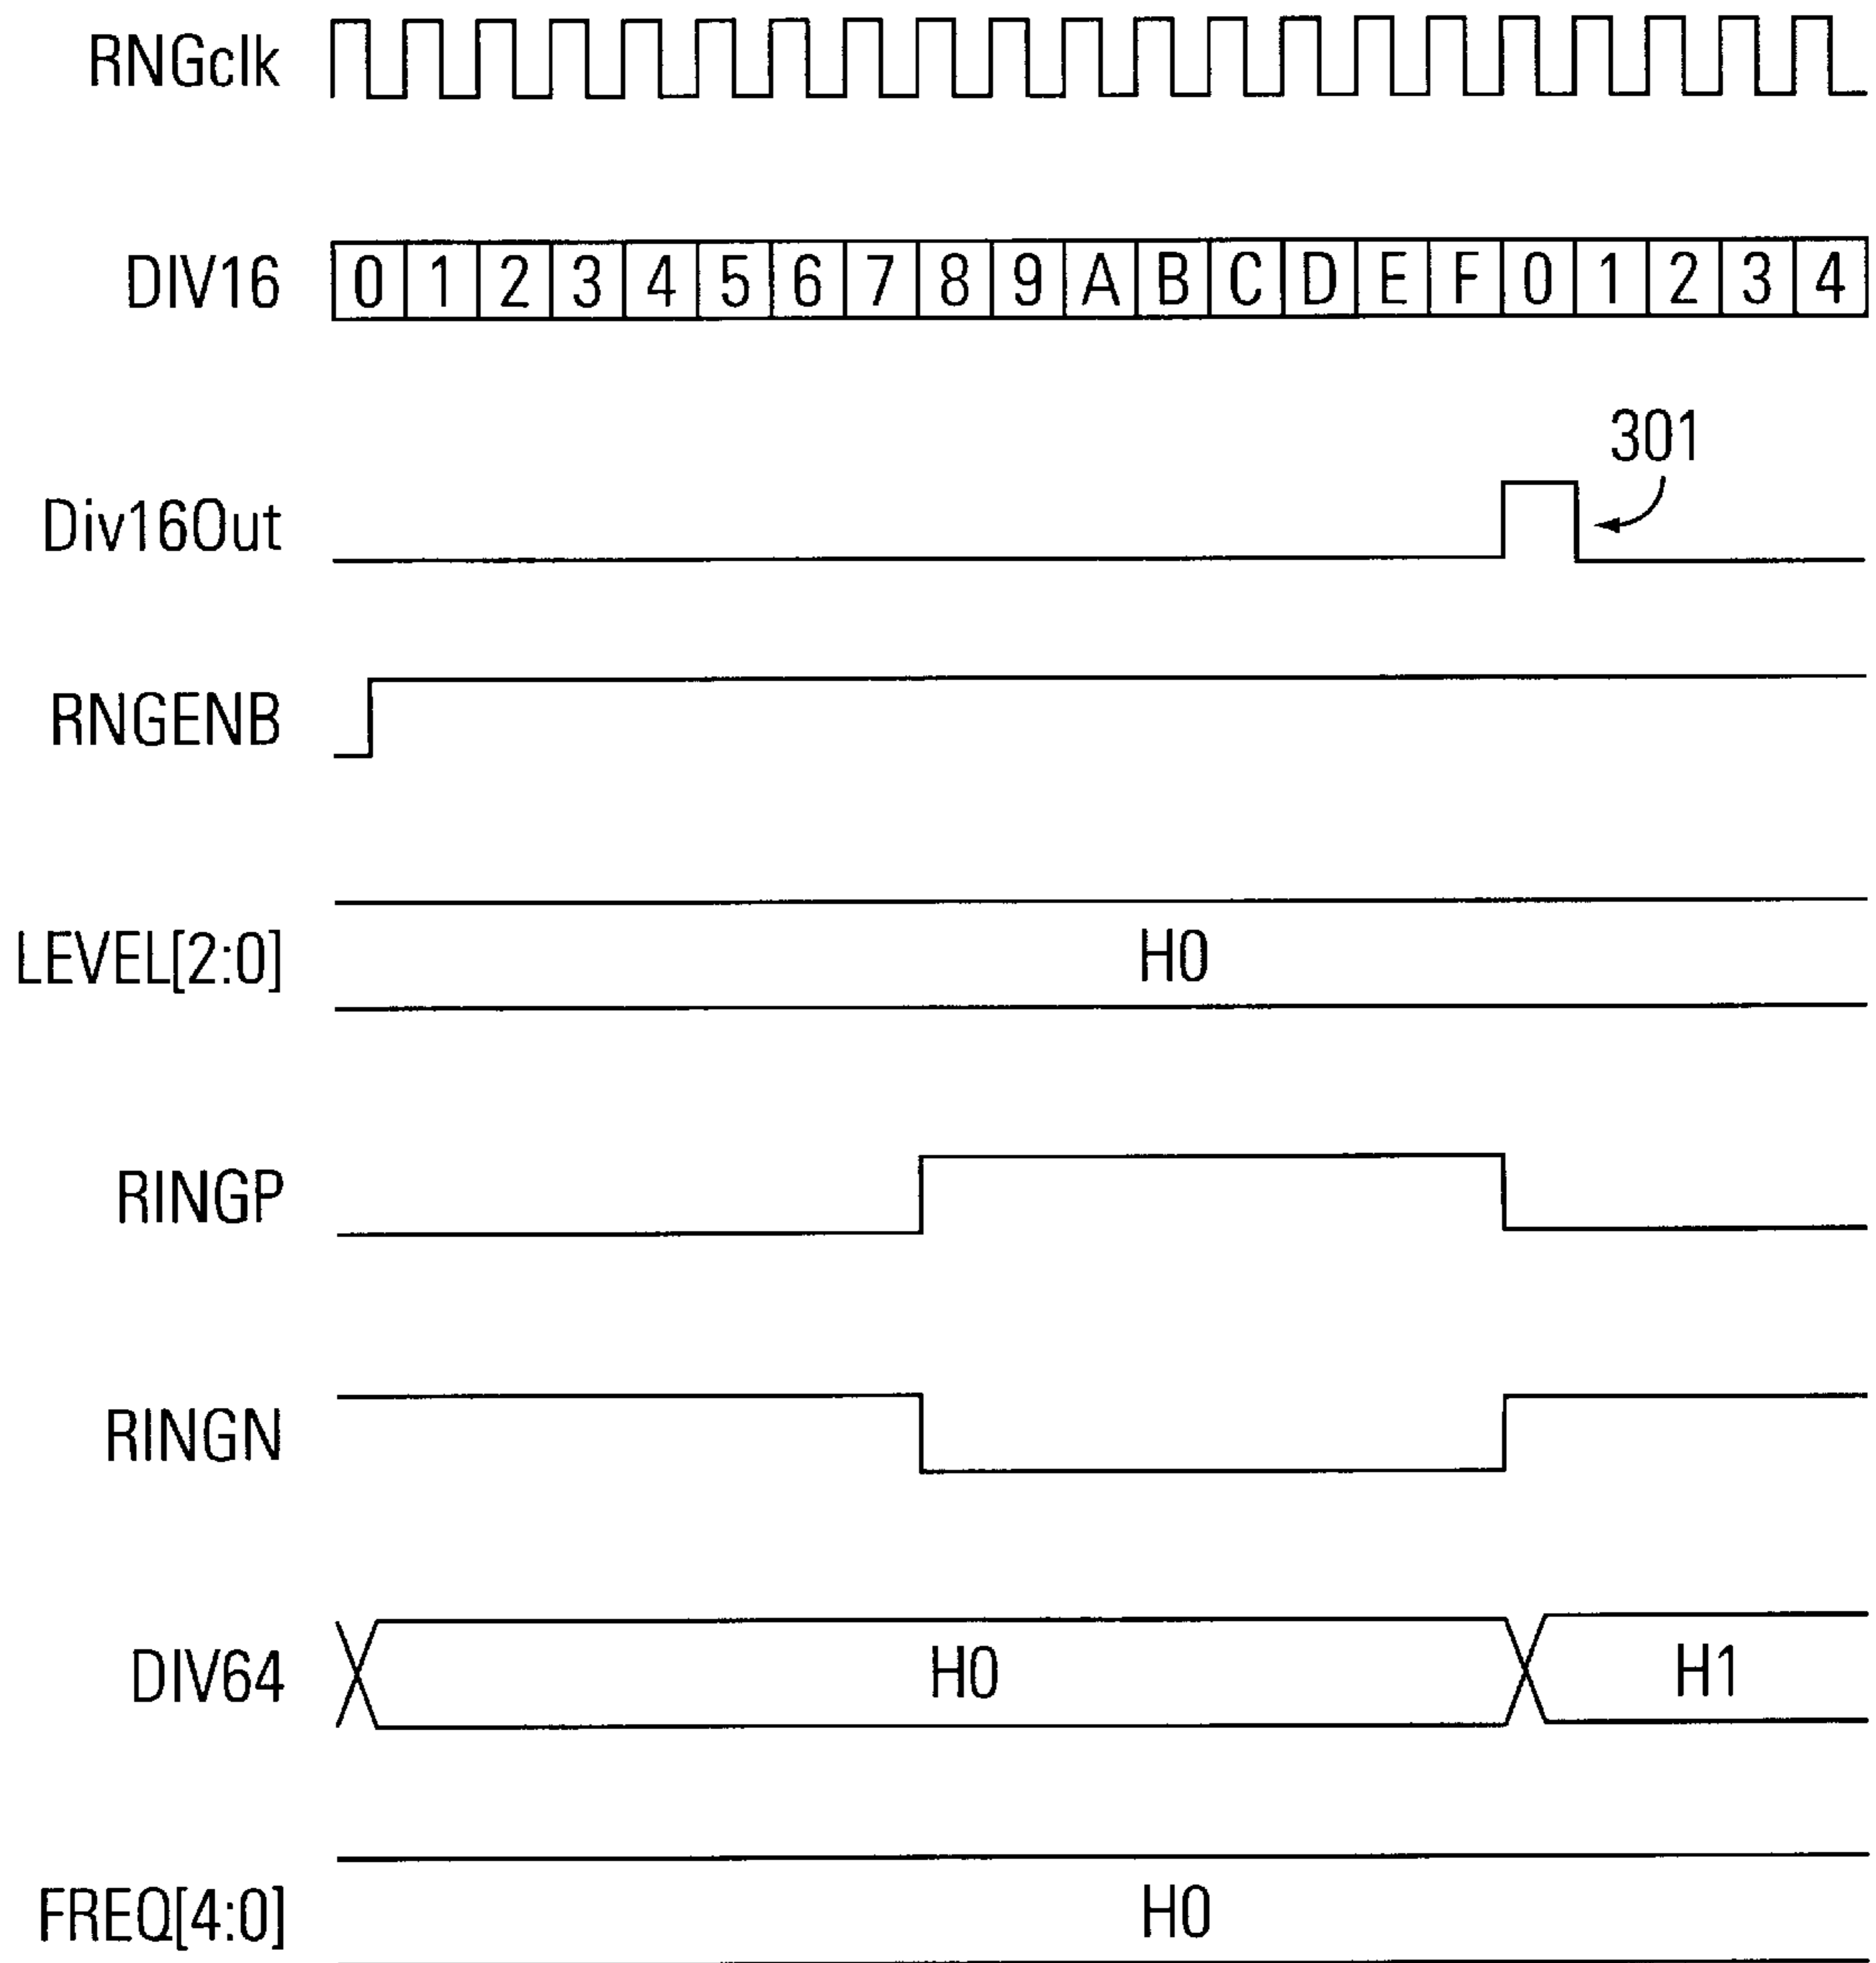 RNGclk
DIV16 0 1 2 3 4 5 6 7 8 9 A B C D E F 0 1 2 3 4
301
Div16Out
RNGENB
LEVEL[2:0] H0
RINGP
RINGN
DIV64 H0 H1
FREQ[4:0] H0